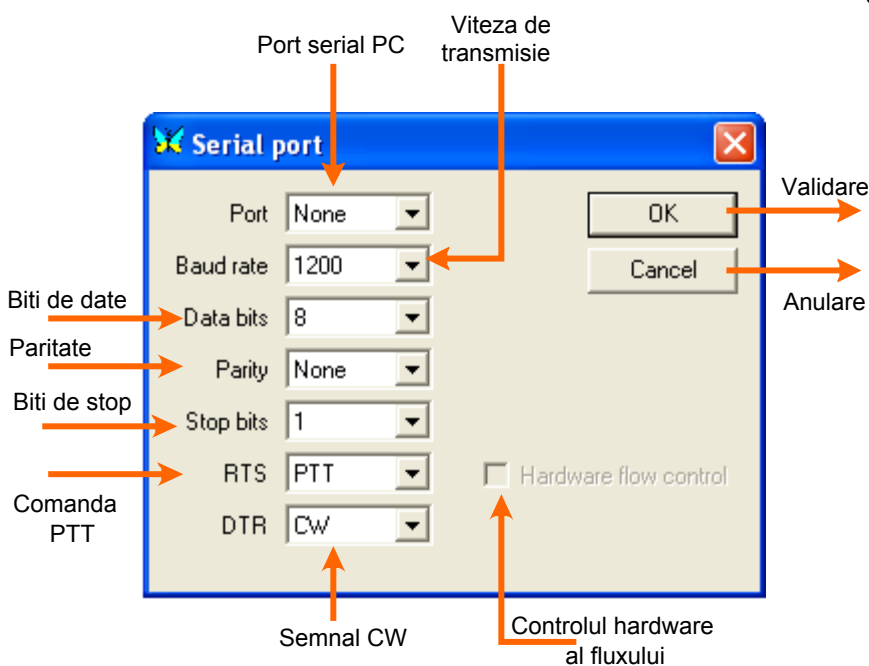 Viteza de
transmisie
Port serial PC
Serial port
Port None
OK
Validare
Baud rate 1200
Cancel
Anulare
Biti de date
Data bits 8
Paritate
Parity None
Biti de stop
Stop bits 1
RTS PTT
Hardware flow control
Comanda
PTT
DTR CW
Semnal CW
Controlul hardware
al fluxului